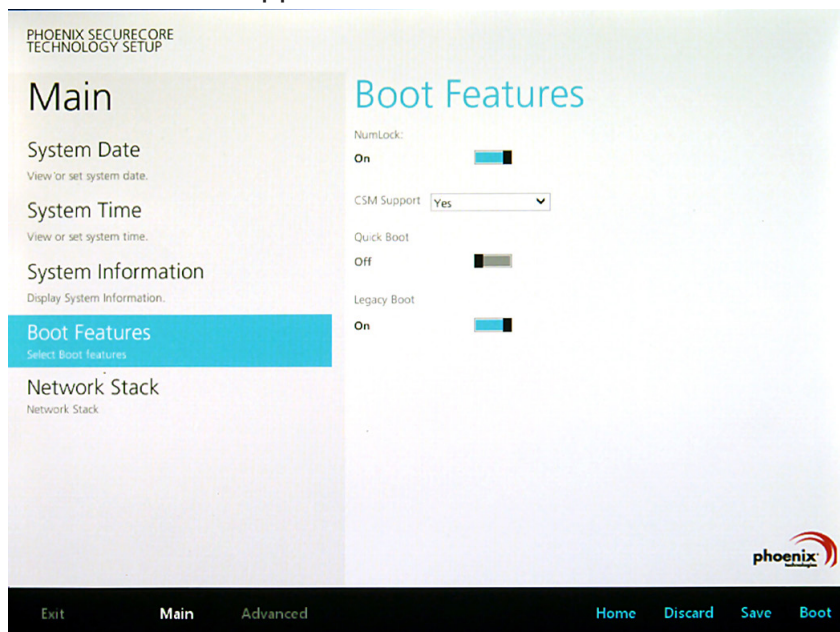 PHOENIX SECURECORE
TECHNOLOGY SETUP
Main
System Date
View or set system date.
System Time
View or set system time.
System Information
Display System Information.
Boot Features
Select Boot features
Network Stack
Network Stack
Boot Features
NumLock:
On
CSM Support Yes
Quick Boot
Off
Legacy Boot
On
phoenix
Exit Main Advanced Home Discard Save Boot